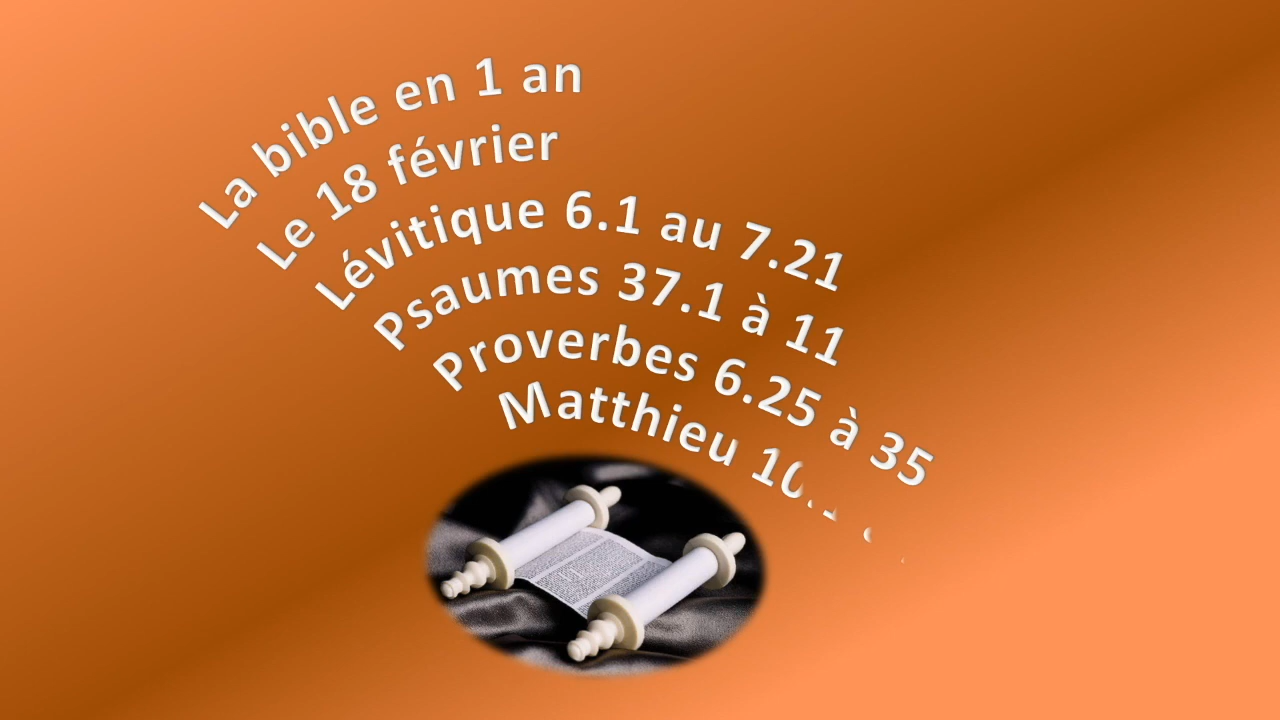 La bible en 1 an
Le 18 février
Lévitique 6.1 au 7.21
Psaumes 37.1 à 11
Proverbes 6.25 à 35
Matthieu